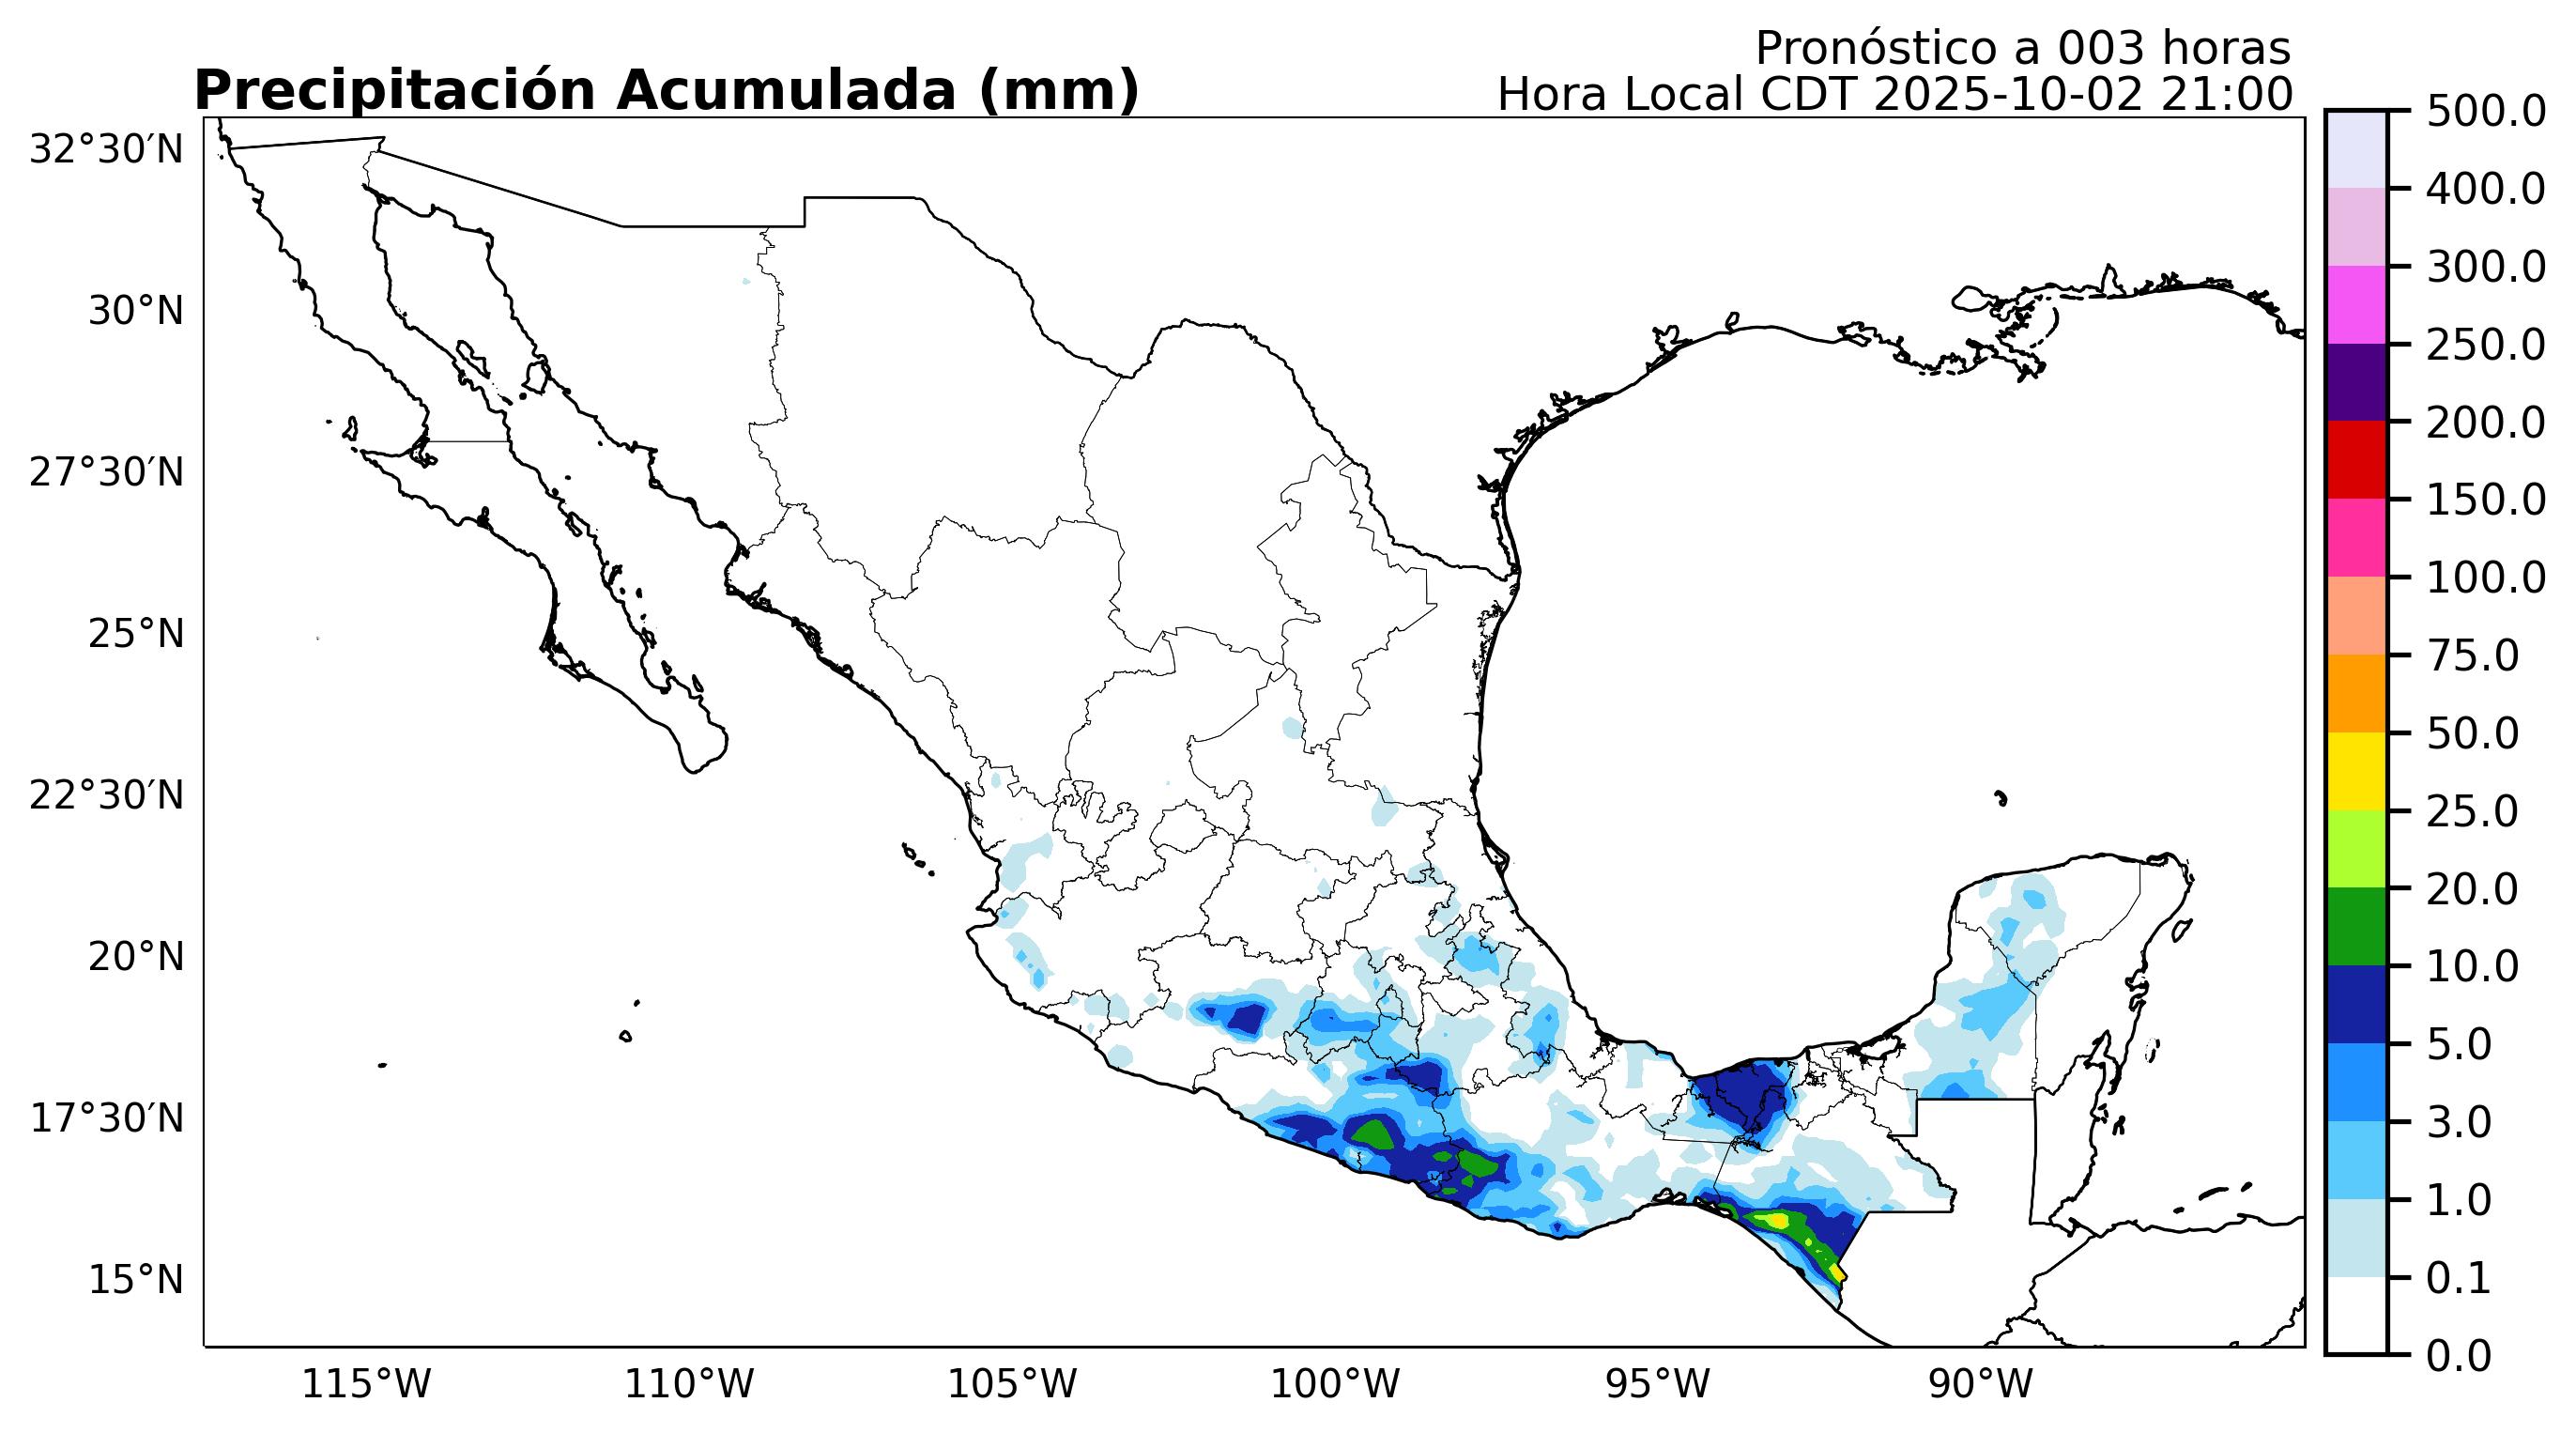 Pronóstico a 003 horas
Precipitación Acumulada (mm)
Hora Local CDT 2025-10-02 21:00
32°30′N
30°N
27°30′N
25°N
22°30′N
20°N
17°30′N
15°N
115°W
110°W
105°W
100°W
95°W
90°W
500.0
400.0
300.0
250.0
200.0
150.0
100.0
75.0
50.0
25.0
20.0
10.0
5.0
3.0
1.0
0.1
0.0